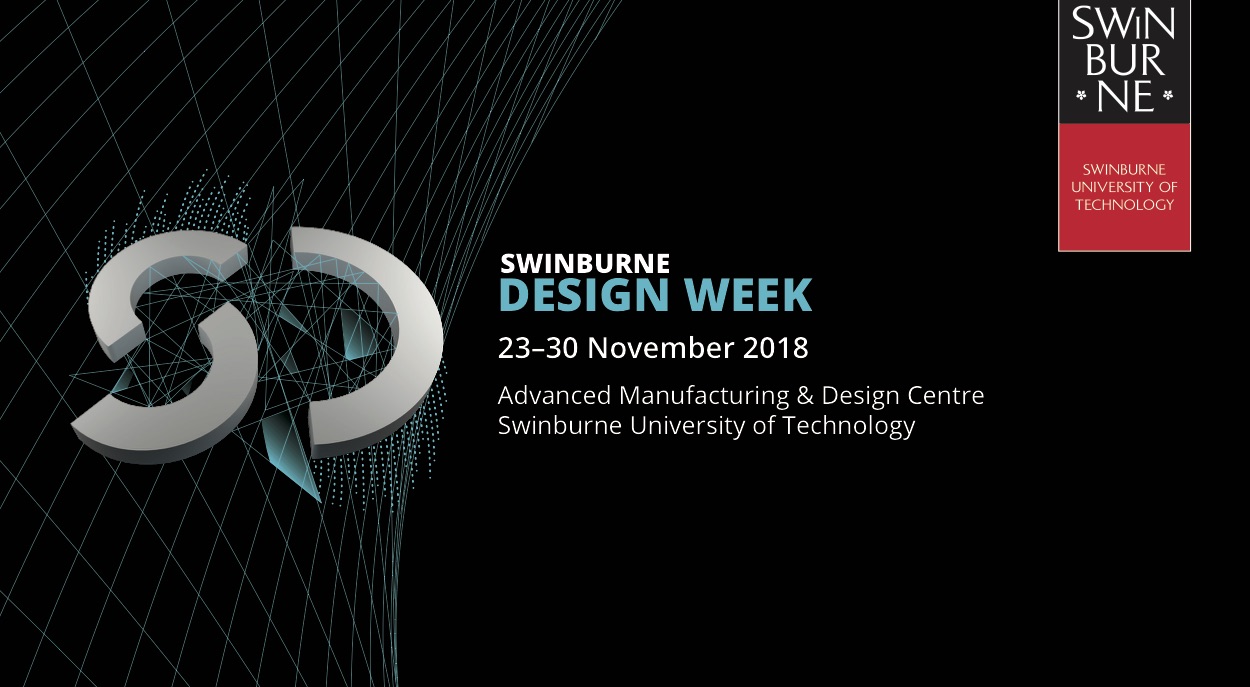 SWIN
BUR
NE
SWINBURNE
UNIVERSITY OF
TECHNOLOGY
SD
SWINBURNE
DESIGN WEEK
23–30 November 2018
Advanced Manufacturing & Design Centre
Swinburne University of Technology